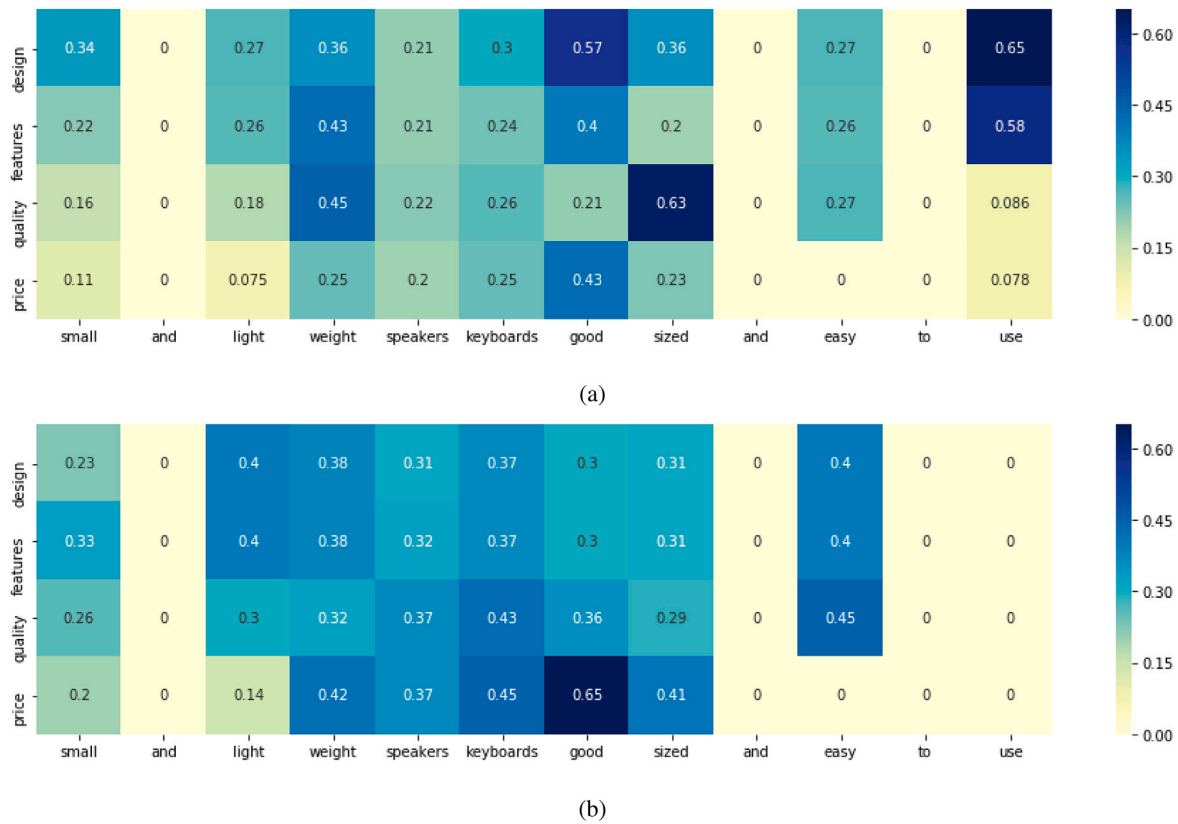 design 0.34 0 0.27 0.36 0.21 0.3 0.57 0.36 0 0.27 0 0.65
features 0.22 0 0.26 0.43 0.21 0.24 0.4 0.2 0 0.26 0 0.58
quality 0.16 0 0.18 0.45 0.22 0.26 0.21 0.63 0 0.27 0 0.086
price 0.11 0 0.075 0.25 0.2 0.25 0.43 0.23 0 0 0 0.078
small and light weight speakers keyboards good sized and easy to use
0.60
0.45
0.30
0.15
0.00
(a)
design 0.23 0 0.4 0.38 0.31 0.37 0.3 0.31 0 0.4 0 0
features 0.33 0 0.4 0.38 0.32 0.37 0.3 0.31 0 0.4 0 0
quality 0.26 0 0.3 0.32 0.37 0.43 0.36 0.29 0 0.45 0 0
price 0.2 0 0.14 0.42 0.37 0.45 0.65 0.41 0 0 0 0
small and light weight speakers keyboards good sized and easy to use
0.60
0.45
0.30
0.15
0.00
(b)